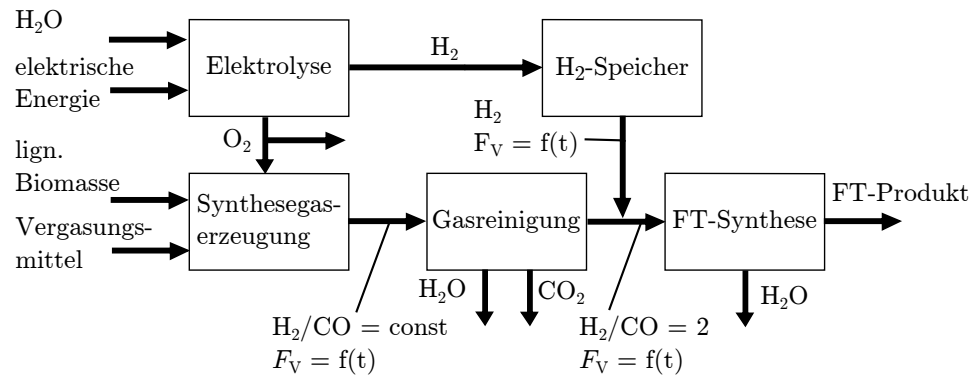 H₂O
elektrische
Energie
Elektrolyse
H₂
H₂-Speicher
O₂
H₂
F_V = f(t)
lign.
Biomasse
Vergasungs-
mittel
Synthesegas-
erzeugung
Gasreinigung
FT-Synthese
FT-Produkt
H₂O
CO₂
H₂O
H₂/CO = const
F_V = f(t)
H₂/CO = 2
F_V = f(t)